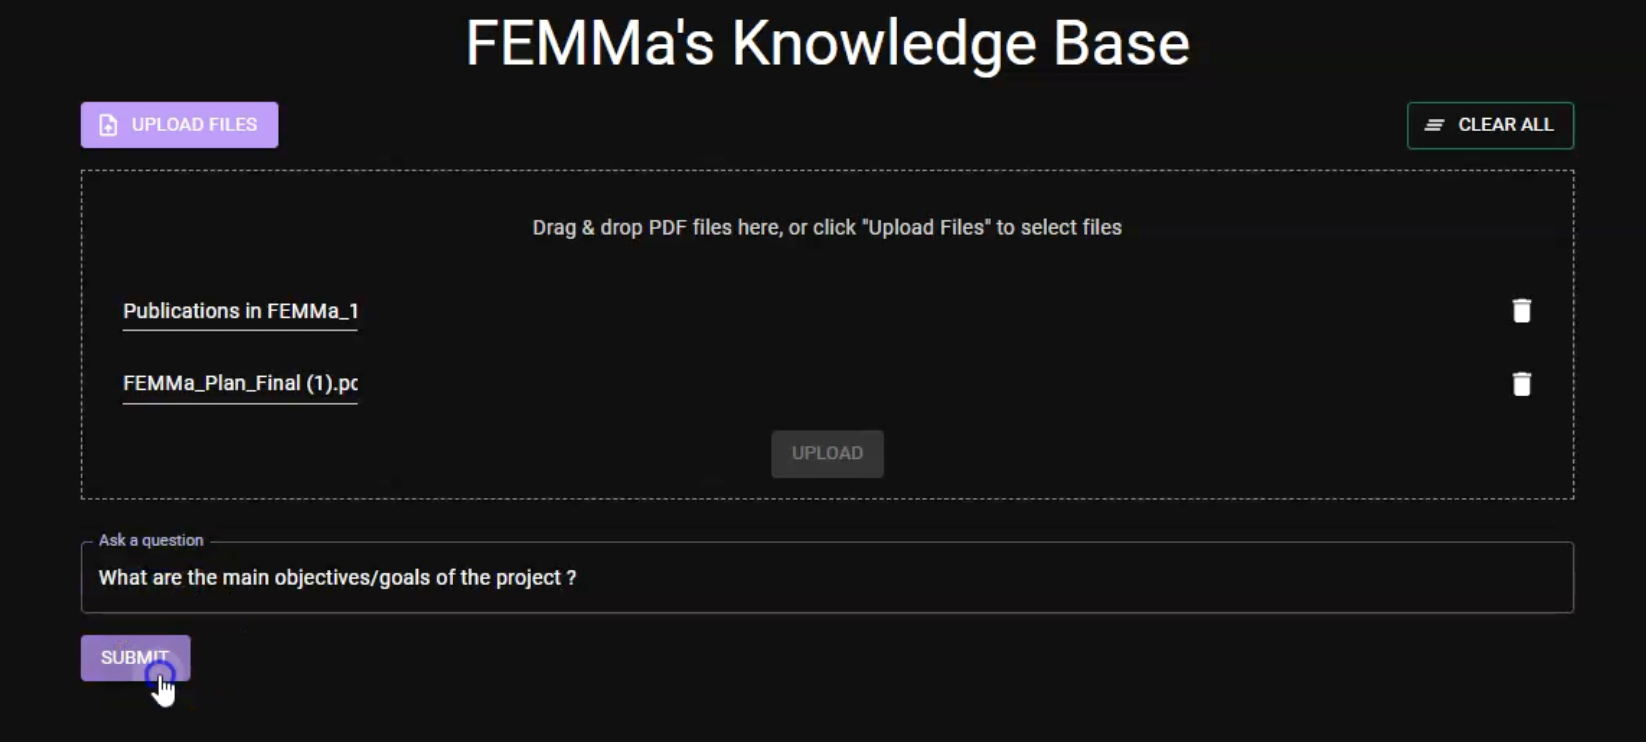 FEMMa's Knowledge Base
UPLOAD FILES
CLEAR ALL
Drag & drop PDF files here, or click "Upload Files" to select files
Publications in FEMMa_1
FEMMa_Plan_Final (1).pd
UPLOAD
Ask a question
What are the main objectives/goals of the project ?
SUBMIT